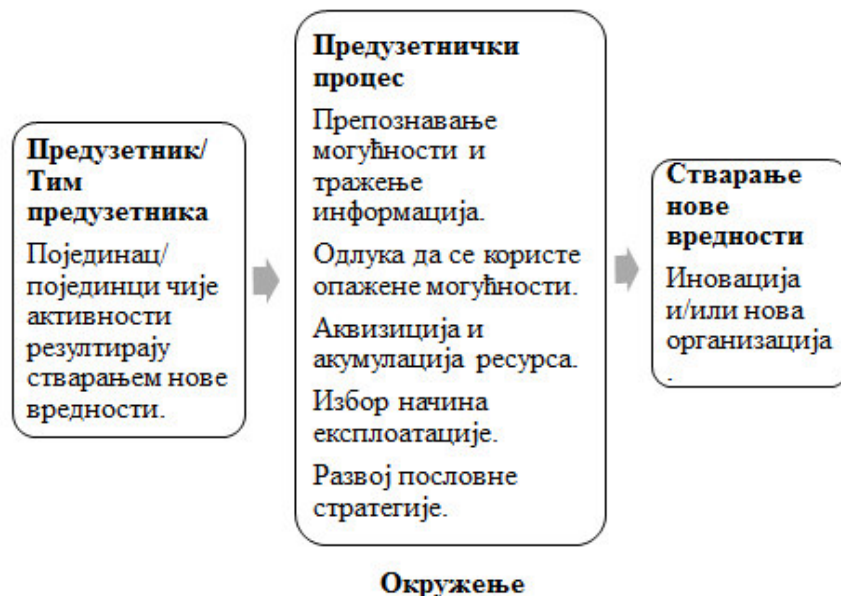 Предузетник/
Тим
предузетника
Појединац/
појединци чије
активности
резултирају
стварањем нове
вредности.
Предузетнички
процес
Препознавање
могућности и
тражење
информација.
Одлука да се користе
опажене могућности.
Аквизиција и
акумулација ресурса.
Избор начина
експлоатације.
Развој пословне
стратегије.
Стварање
нове
вредности
Иновација
и/или нова
организација
.
Окружење